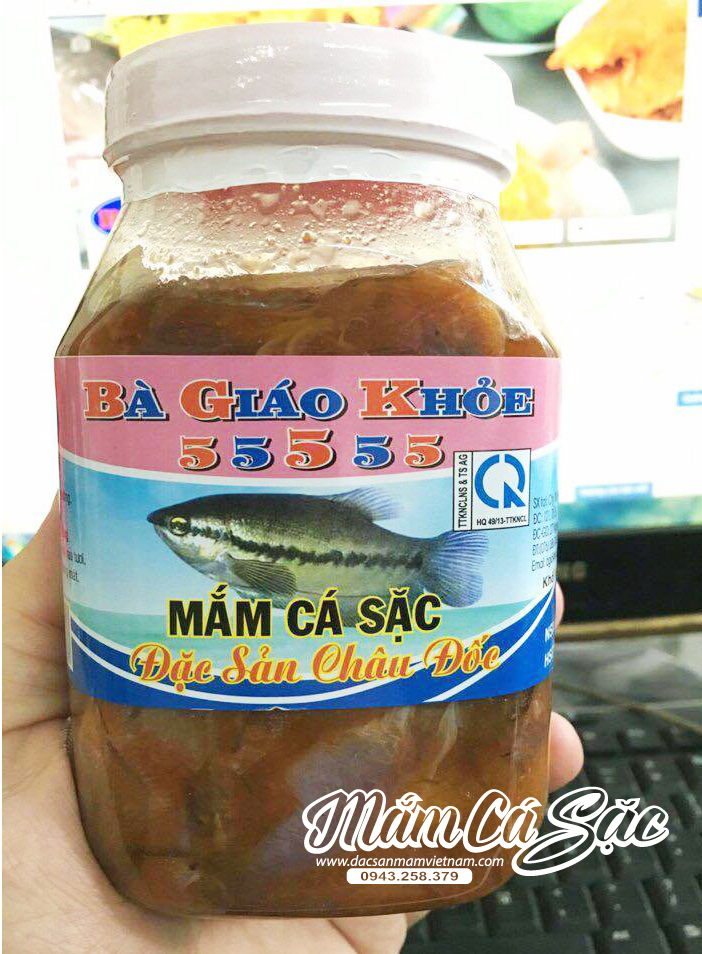 BÀ GIÁO KHỎE
55555
TTKNCLNS & TS AG
HQ 49/13-TTKNCL
MẮM CÁ SẶC
Đặc Sản Châu Đốc
Mắm Cá Sặc
www.dacsanmamvietnam.com
0943.258.379